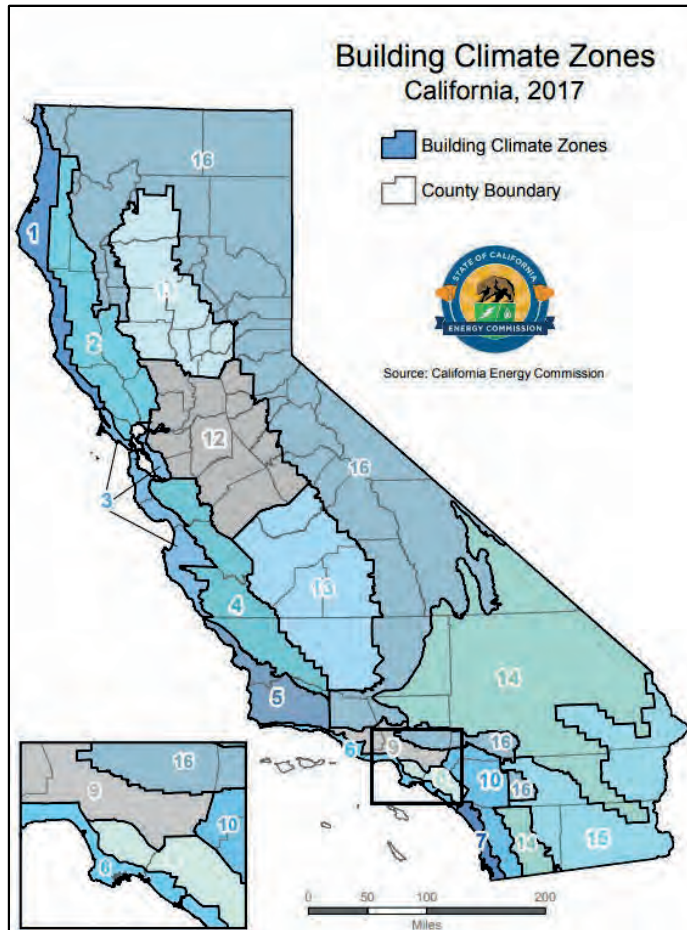 Building Climate Zones
California, 2017
Building Climate Zones
County Boundary
STATE OF CALIFORNIA
ENERGY COMMISSION
Source: California Energy Commission
16
1
11
2
12
16
3
13
4
14
5
6
9
16
8
10
16
7
14
15
16
9
10
6
0 50 100 200
Miles